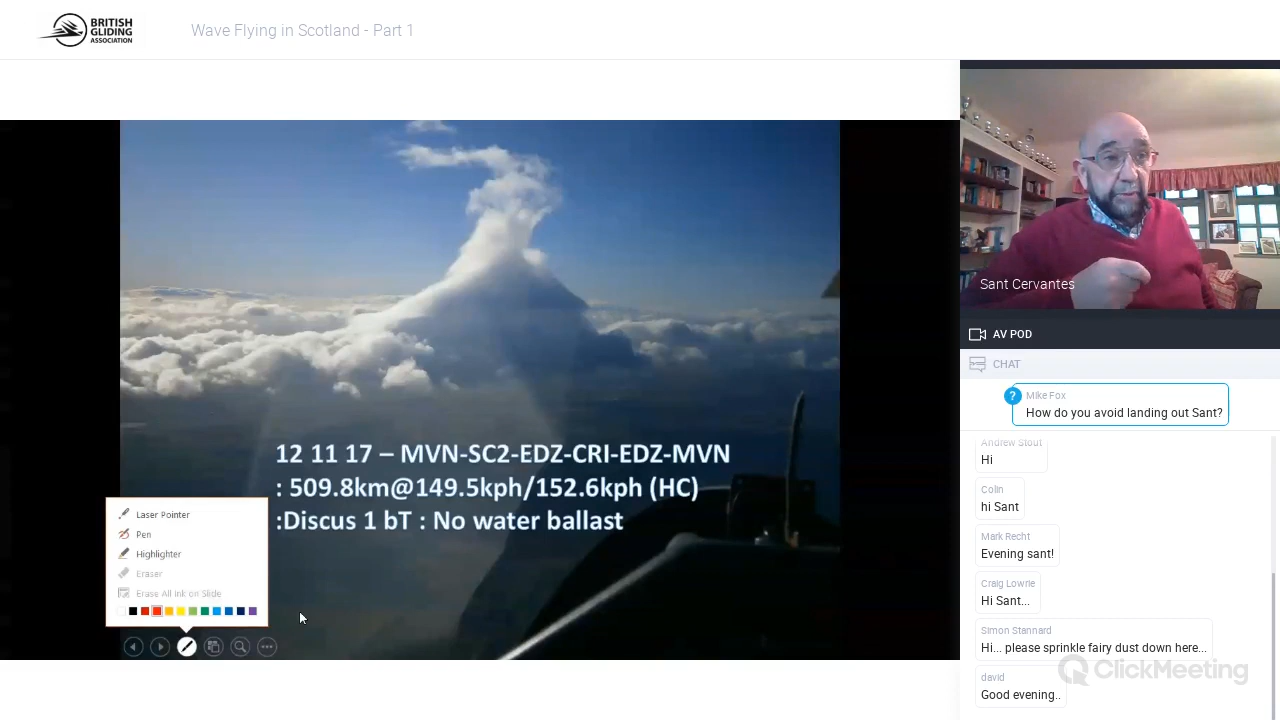 BRITISH
GLIDING
ASSOCIATION
Wave Flying in Scotland - Part 1
12 11 17 – MVN-SC2-EDZ-CRI-EDZ-MVN
: 509.8km@149.5kph/152.6kph (HC)
:Discus 1 bT : No water ballast
Laser Pointer
Pen
Highlighter
Eraser
Erase All Ink on Slide
Sant Cervantes
AV POD
CHAT
?
Mike Fox
How do you avoid landing out Sant?
Andrew Stout
Hi
Colin
hi Sant
Mark Recht
Evening sant!
Craig Lowrie
Hi Sant...
Simon Stannard
Hi... please sprinkle fairy dust down here...
ClickMeeting
david
Good evening..